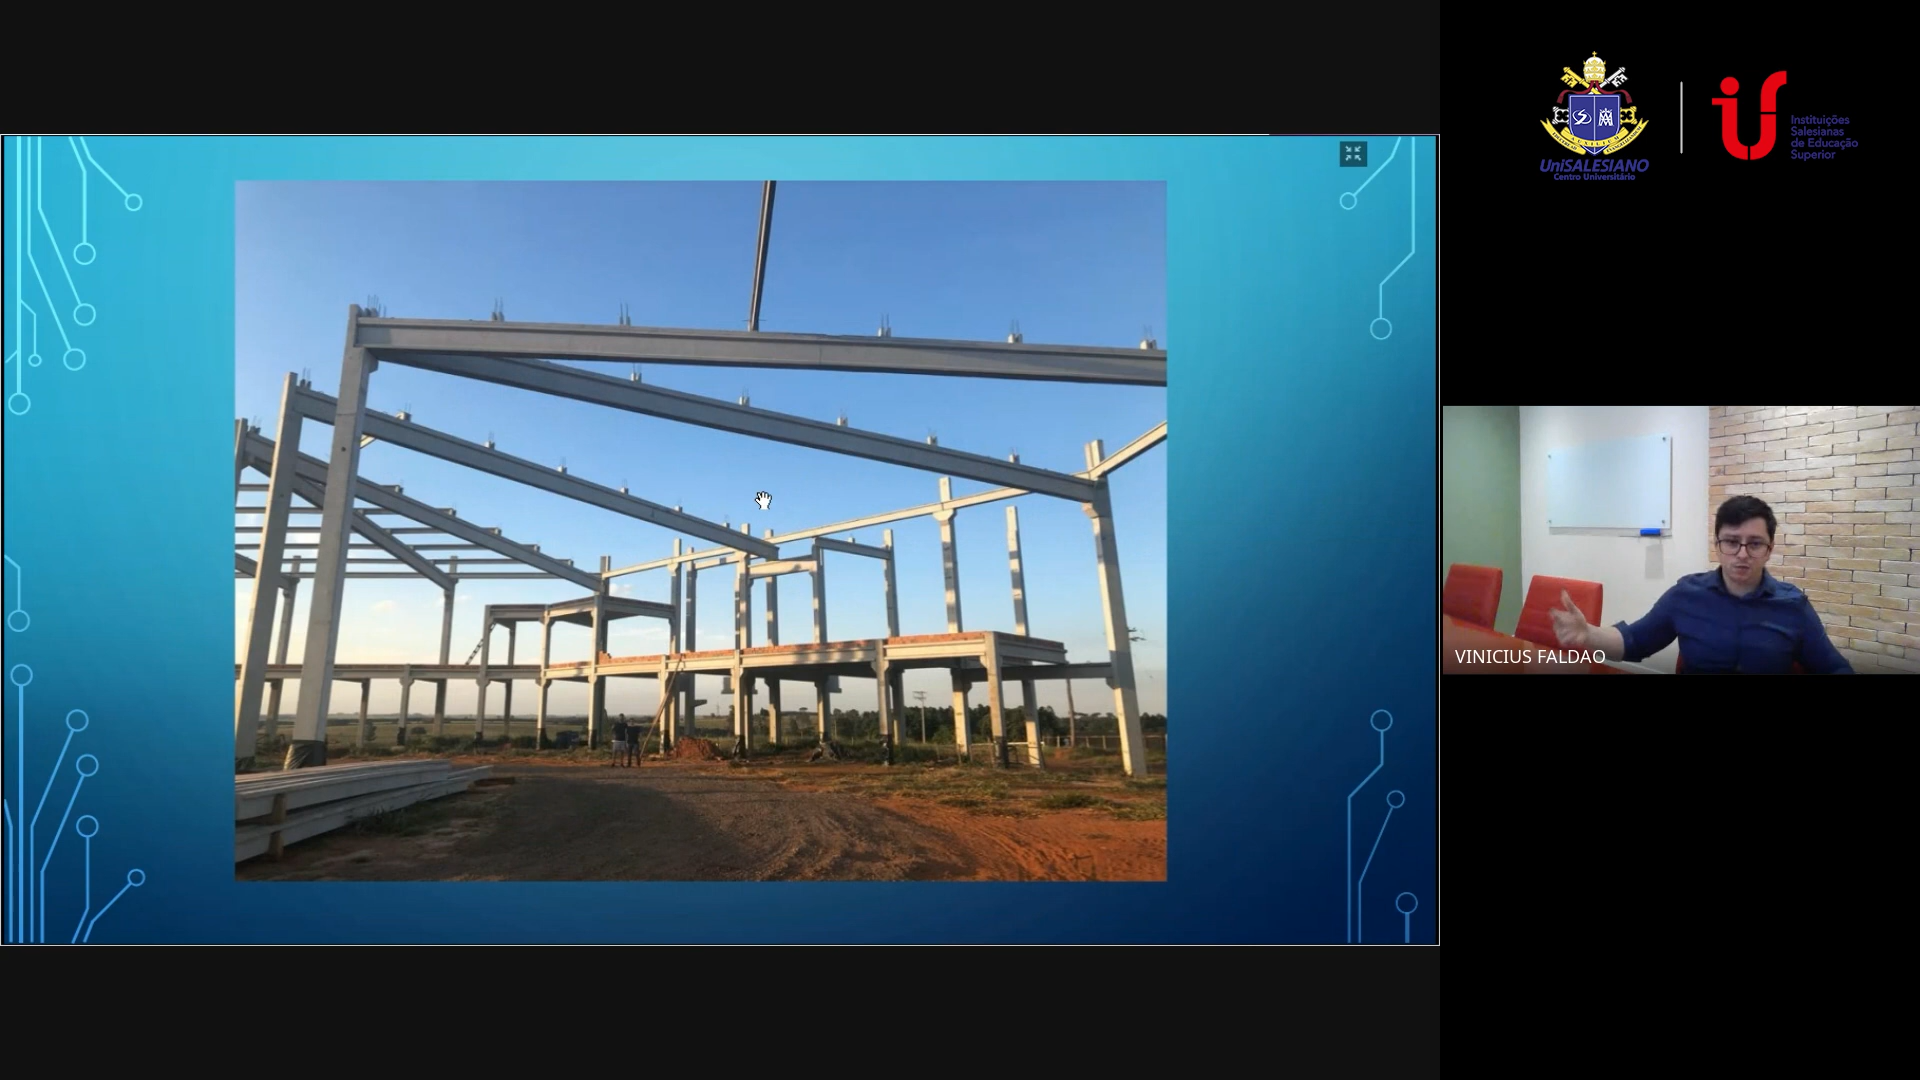 UniSALESIANO
Centro Universitário
Instituições
Salesianas
de Educação
Superior
VINICIUS FALDAO